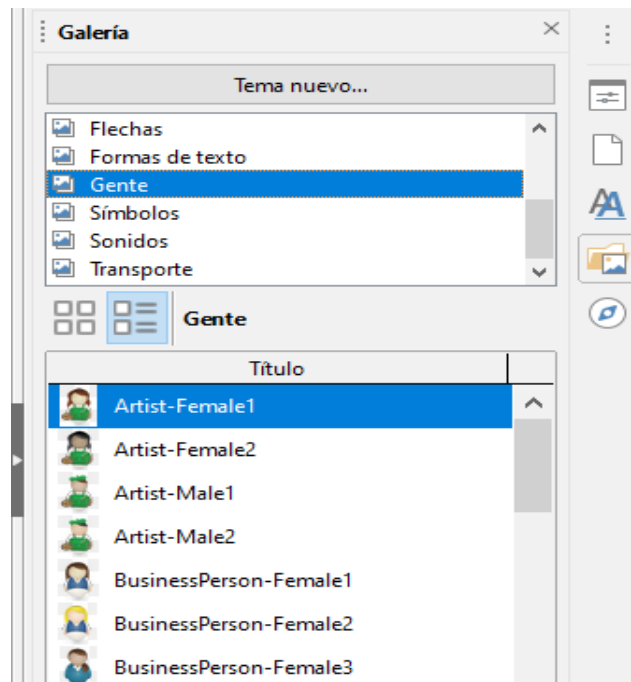 Galería
Tema nuevo...
Flechas
Formas de texto
Gente
Símbolos
Sonidos
Transporte
Gente
Título
Artist-Female1
Artist-Female2
Artist-Male1
Artist-Male2
BusinessPerson-Female1
BusinessPerson-Female2
BusinessPerson-Female3